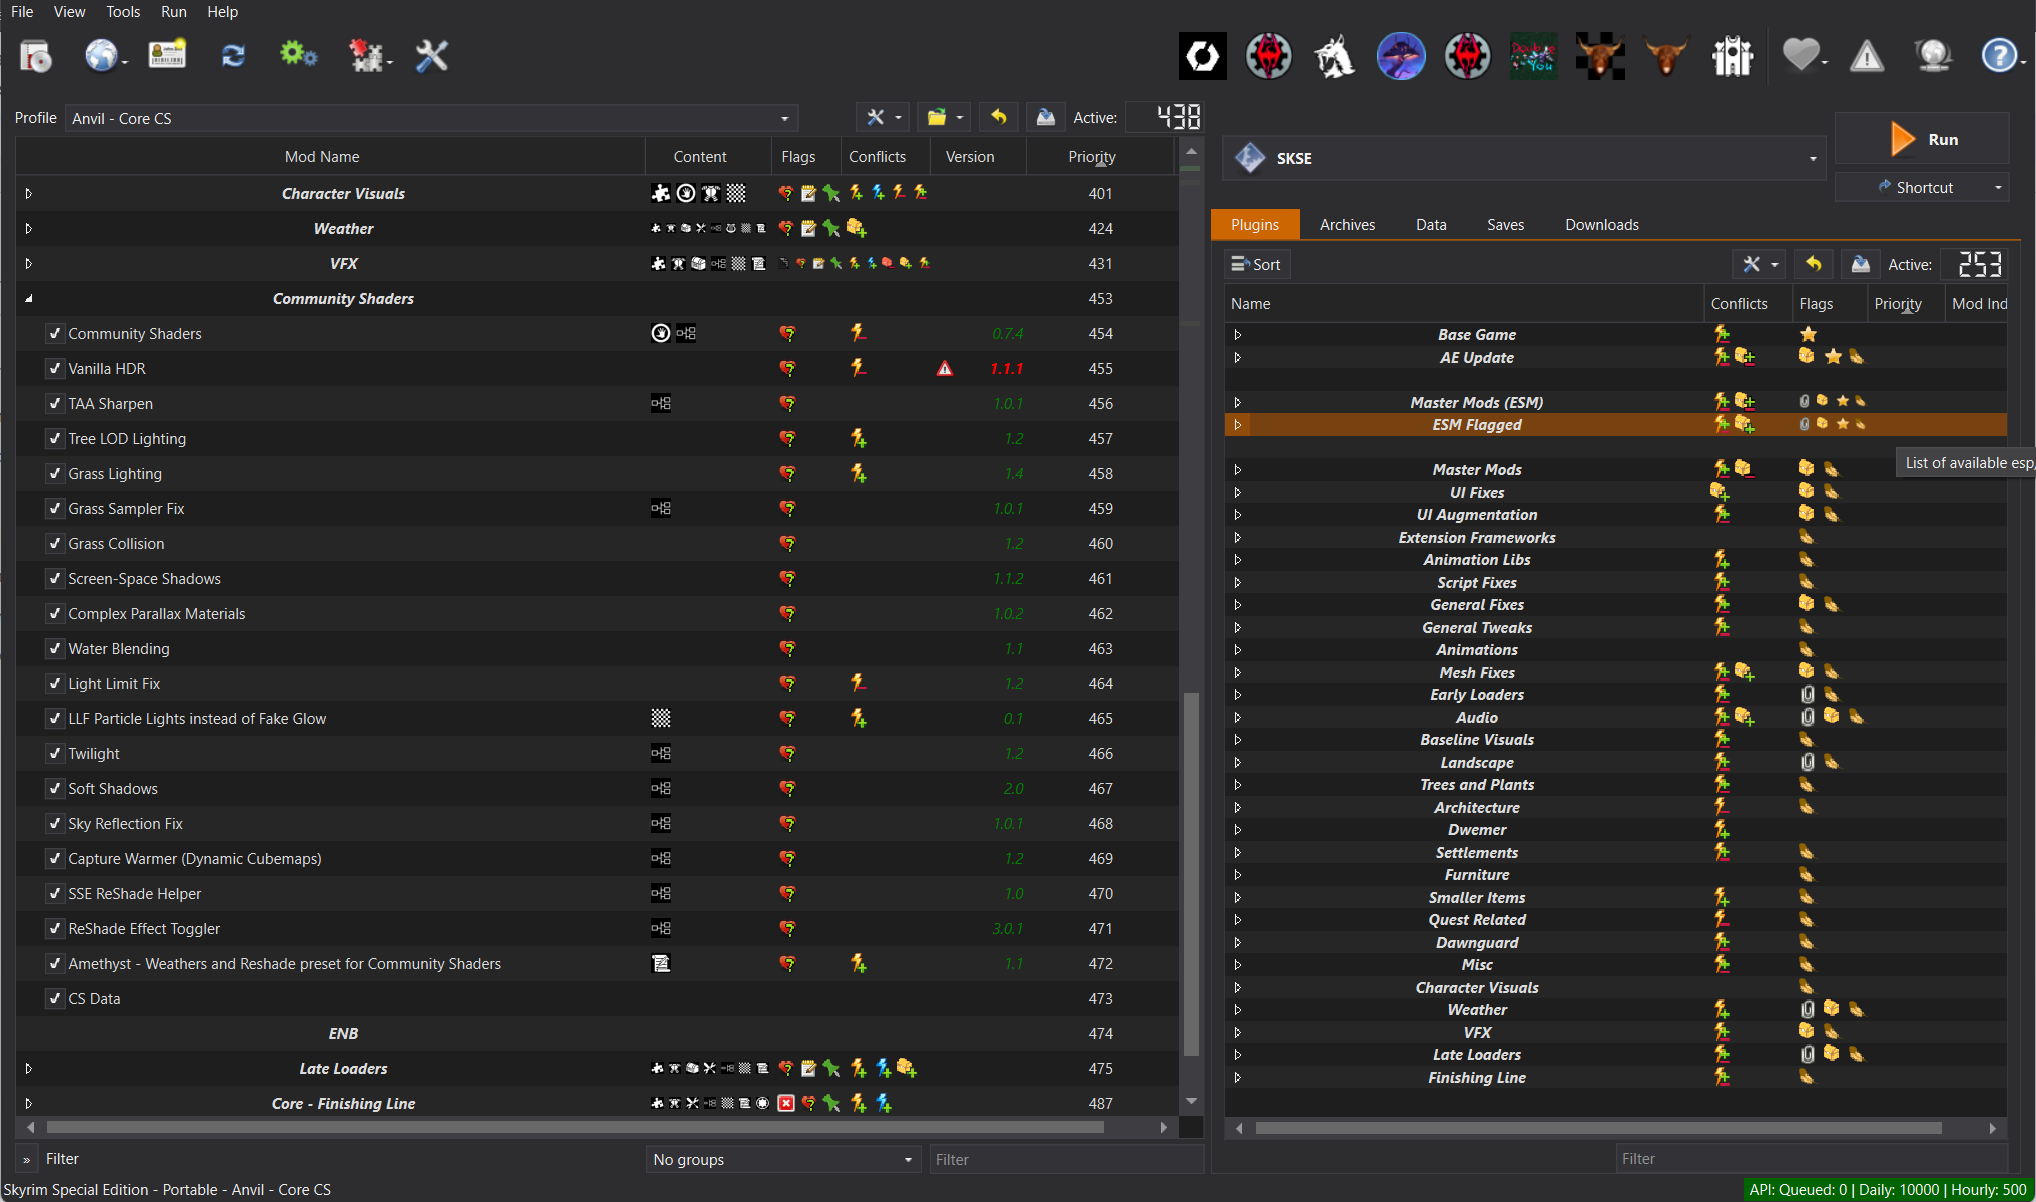 File View Tools Run Help
Double You
Profile Anvil - Core CS Active: 438
Mod Name Content Flags Conflicts Version Priority
Character Visuals 401
Weather 424
VFX 431
Community Shaders 453
Community Shaders 0.7.4 454
Vanilla HDR 1.1.1 455
TAA Sharpen 1.0.1 456
Tree LOD Lighting 1.2 457
Grass Lighting 1.4 458
Grass Sampler Fix 1.0.1 459
Grass Collision 1.2 460
Screen-Space Shadows 1.1.2 461
Complex Parallax Materials 1.0.2 462
Water Blending 1.1 463
Light Limit Fix 1.2 464
LLF Particle Lights instead of Fake Glow 0.1 465
Twilight 1.2 466
Soft Shadows 2.0 467
Sky Reflection Fix 1.0.1 468
Capture Warmer (Dynamic Cubemaps) 1.2 469
SSE ReShade Helper 1.0 470
ReShade Effect Toggler 3.0.1 471
Amethyst - Weathers and Reshade preset for Community Shaders 1.1 472
CS Data 473
ENB 474
Late Loaders 475
Core - Finishing Line 487
» Filter No groups Filter
SKSE
Run
Shortcut
Plugins Archives Data Saves Downloads
Sort Active: 253
Name Conflicts Flags Priority Mod Ind
Base Game
AE Update
Master Mods (ESM)
ESM Flagged
List of available esp,
Master Mods
UI Fixes
UI Augmentation
Extension Frameworks
Animation Libs
Script Fixes
General Fixes
General Tweaks
Animations
Mesh Fixes
Early Loaders
Audio
Baseline Visuals
Landscape
Trees and Plants
Architecture
Dwemer
Settlements
Furniture
Smaller Items
Quest Related
Dawnguard
Misc
Character Visuals
Weather
VFX
Late Loaders
Finishing Line
Filter
Skyrim Special Edition - Portable - Anvil - Core CS
API: Queued: 0 | Daily: 10000 | Hourly: 500